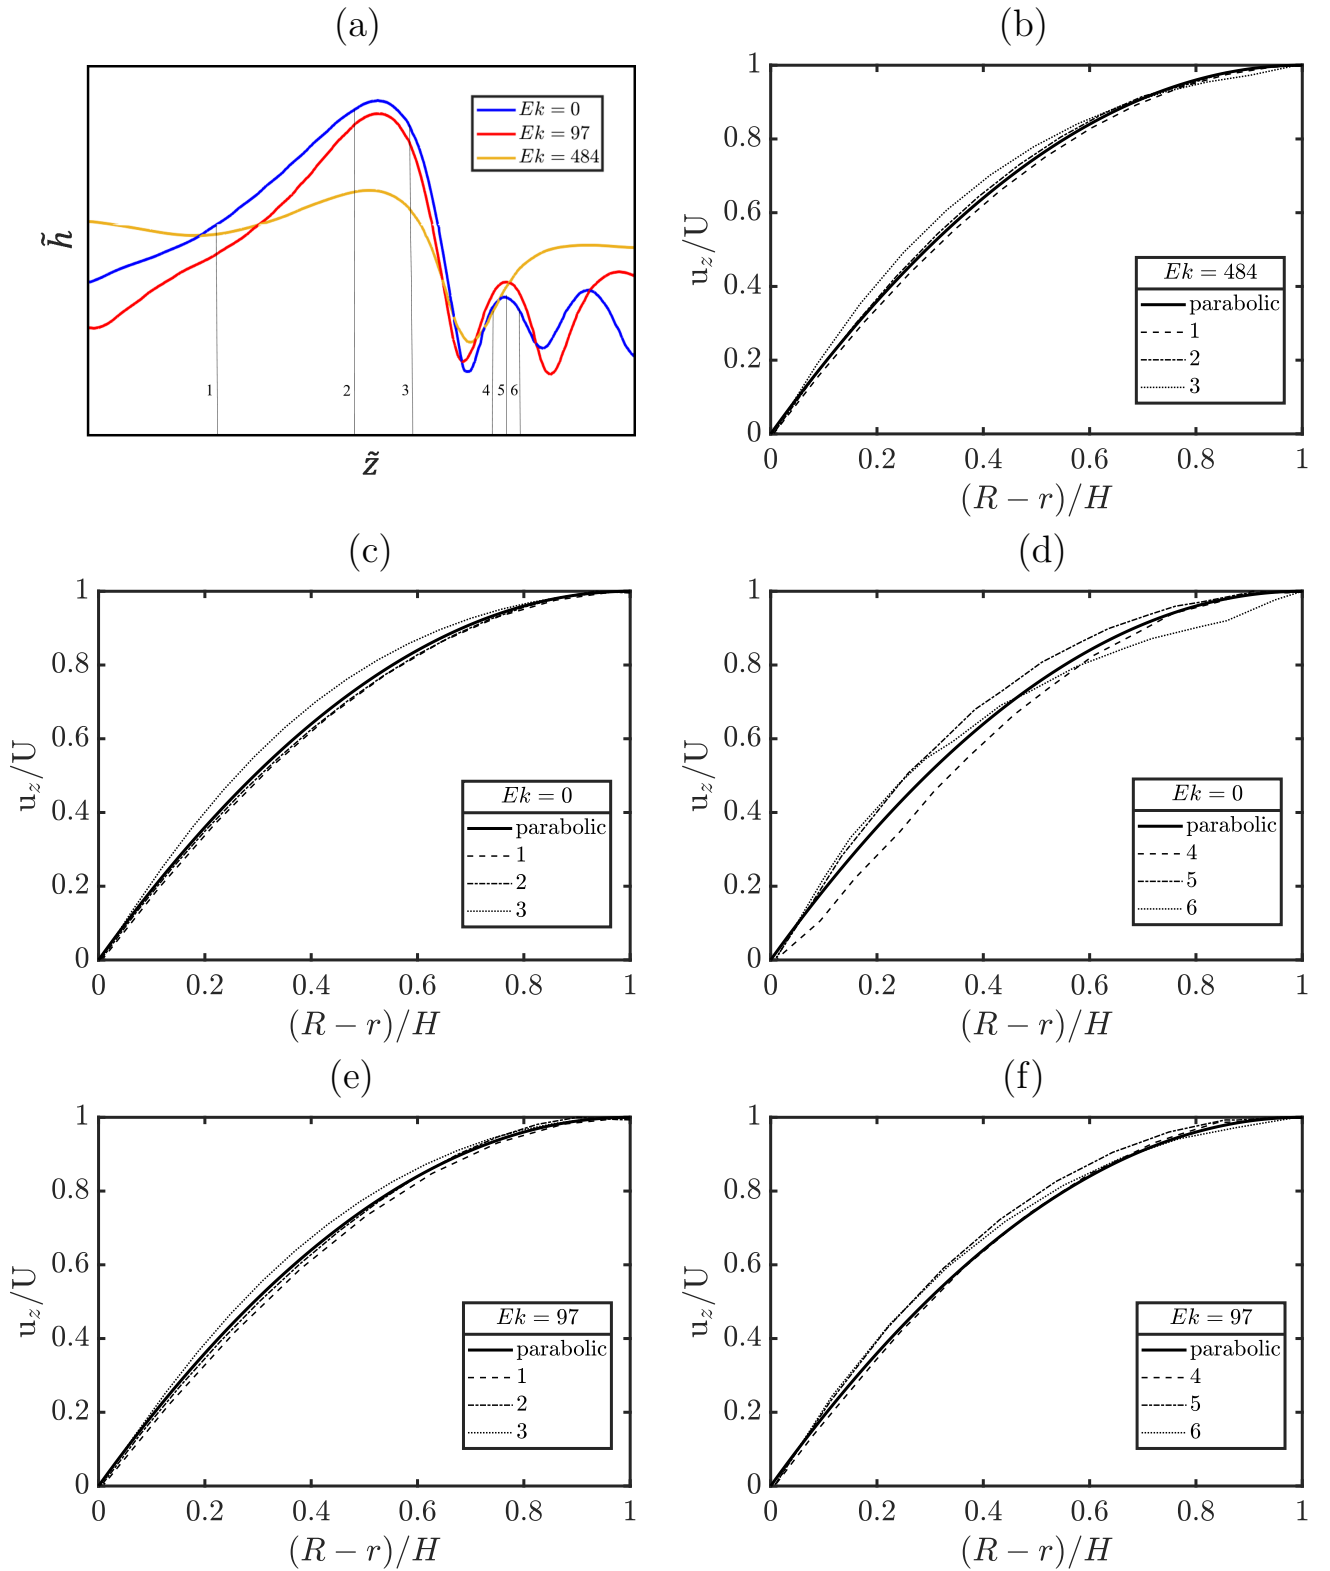 (a)
h̃
Ek = 0
Ek = 97
Ek = 484
1
2
3
4
5
6
z̃
(b)
u_z/U
1
0.8
0.6
0.4
0.2
0
Ek = 484
parabolic
1
2
3
0 0.2 0.4 0.6 0.8 1
(R − r)/H
(c)
u_z/U
1
0.8
0.6
0.4
0.2
0
Ek = 0
parabolic
1
2
3
0 0.2 0.4 0.6 0.8 1
(R − r)/H
(d)
u_z/U
1
0.8
0.6
0.4
0.2
0
Ek = 0
parabolic
4
5
6
0 0.2 0.4 0.6 0.8 1
(R − r)/H
(e)
u_z/U
1
0.8
0.6
0.4
0.2
0
Ek = 97
parabolic
1
2
3
0 0.2 0.4 0.6 0.8 1
(R − r)/H
(f)
u_z/U
1
0.8
0.6
0.4
0.2
0
Ek = 97
parabolic
4
5
6
0 0.2 0.4 0.6 0.8 1
(R − r)/H